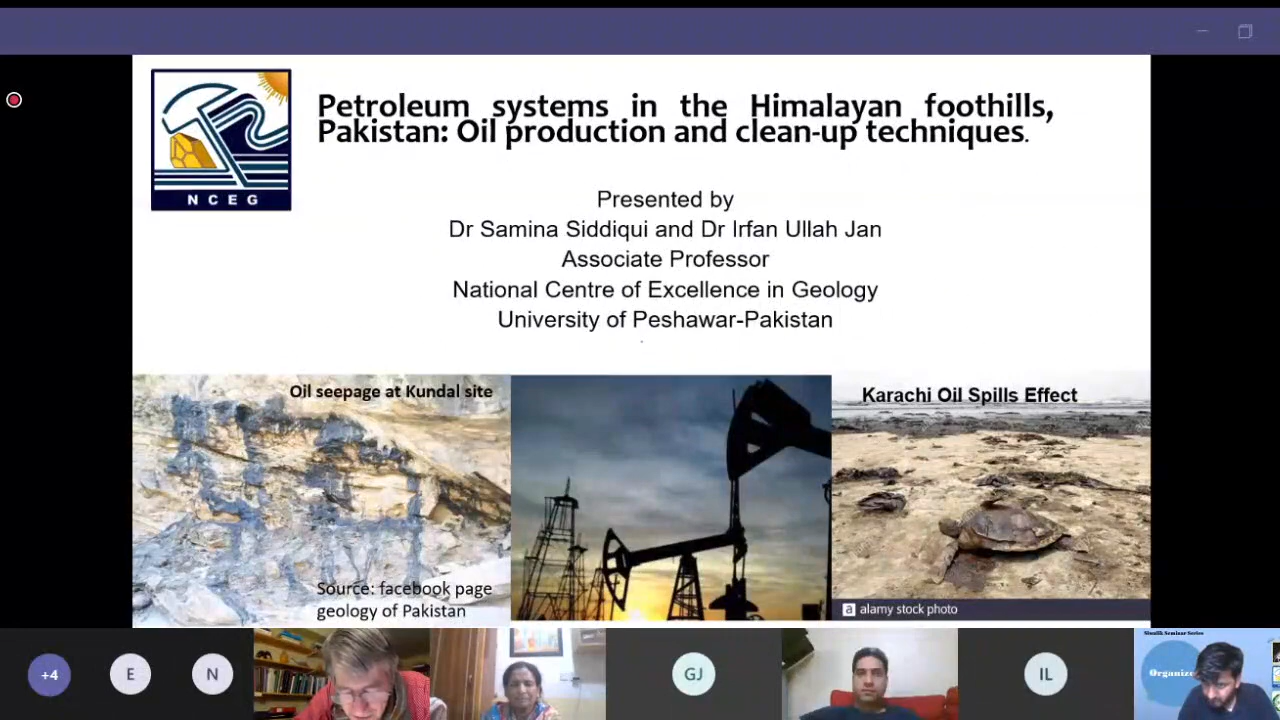 Petroleum systems in the Himalayan foothills,
Pakistan: Oil production and clean-up techniques.
NCEG
Presented by
Dr Samina Siddiqui and Dr Irfan Ullah Jan
Associate Professor
National Centre of Excellence in Geology
University of Peshawar-Pakistan
Oil seepage at Kundal site
Karachi Oil Spills Effect
Source: facebook page
geology of Pakistan
a alamy stock photo
+4
E
N
GJ
IL
Siwalik Seminar Series